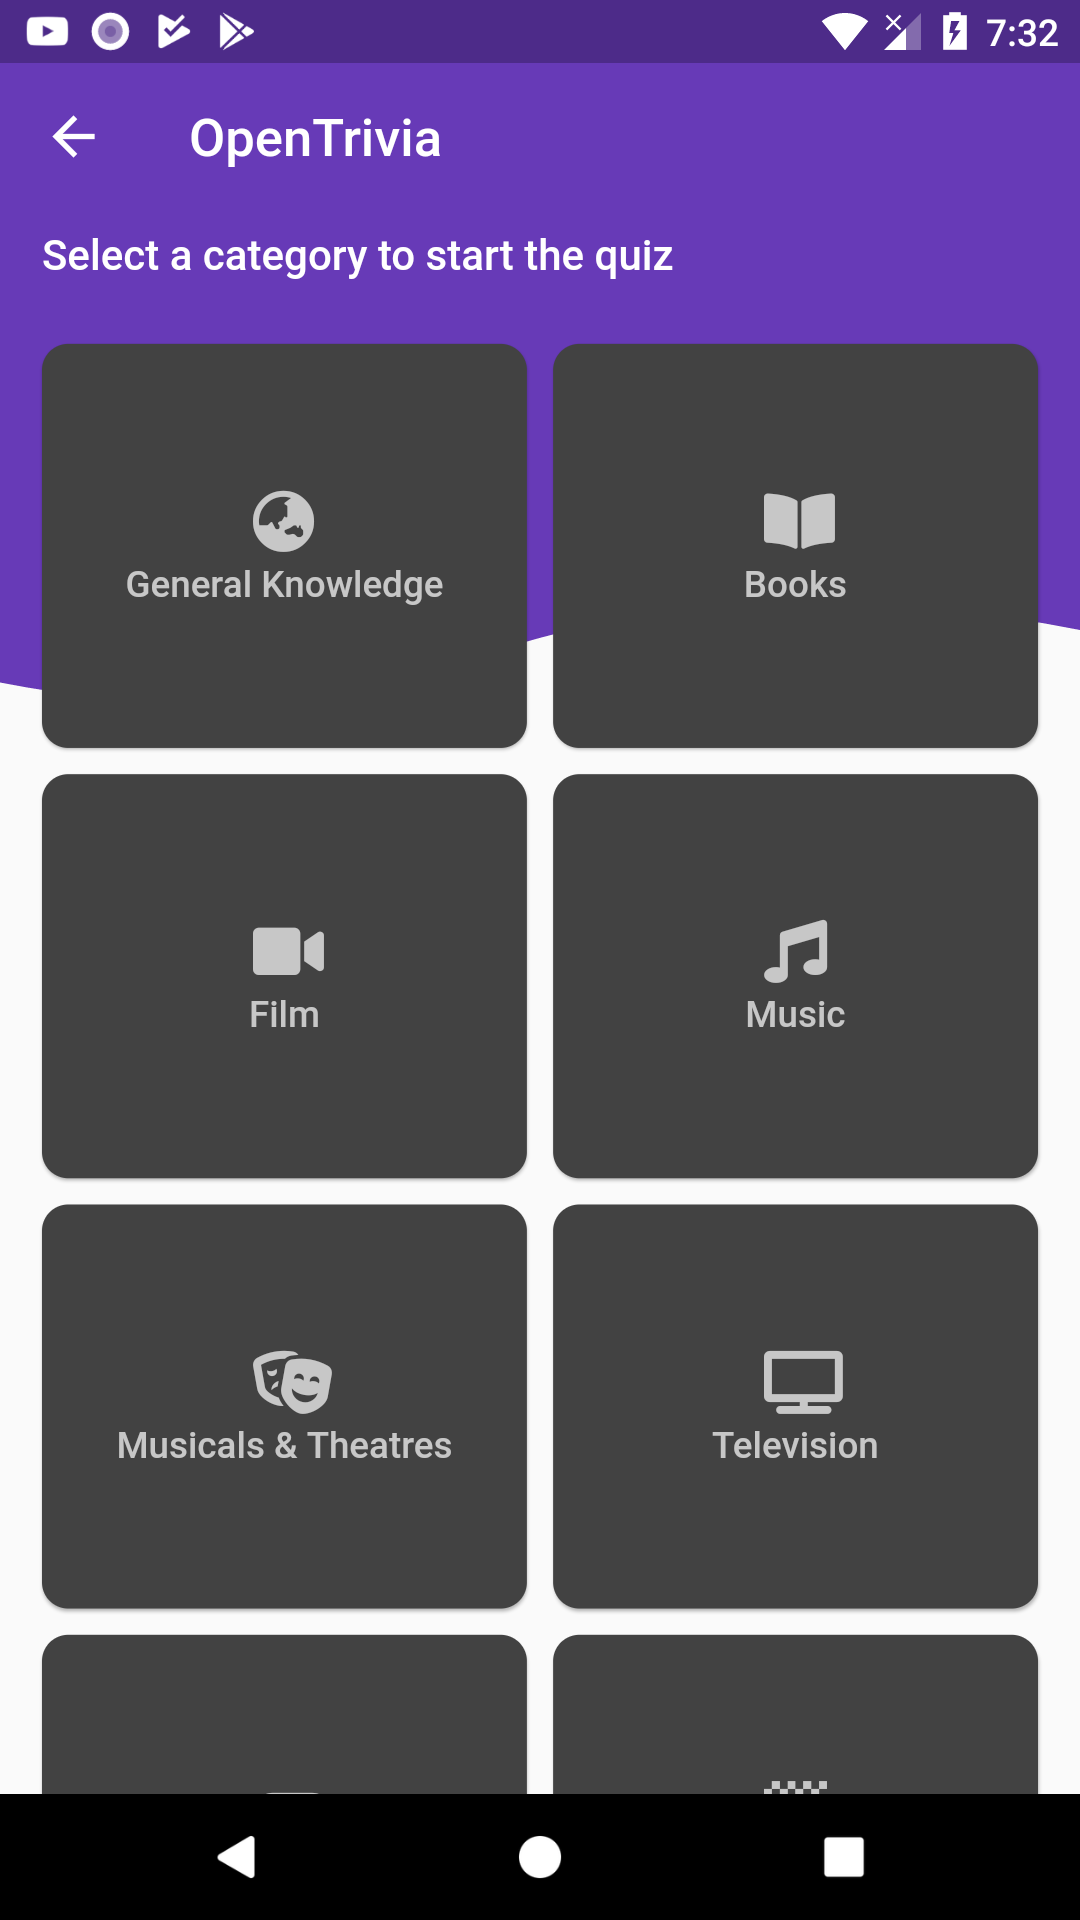 7:32
OpenTrivia
Select a category to start the quiz
General Knowledge
Books
Film
Music
Musicals & Theatres
Television